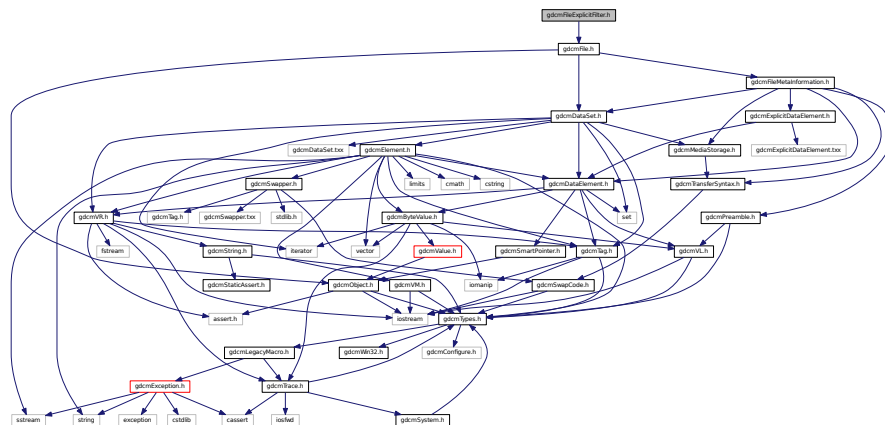 gdcmFileExplicitFilter.h
gdcmFile.h
gdcmFileMetaInformation.h
gdcmDataSet.h
gdcmExplicitDataElement.h
gdcmDataSet.txx
gdcmElement.h
gdcmMediaStorage.h
gdcmExplicitDataElement.txx
gdcmSwapper.h
limits
cmath
cstring
gdcmDataElement.h
gdcmTransferSyntax.h
gdcmVR.h
gdcmTag.h
gdcmSwapper.txx
stdlib.h
gdcmByteValue.h
set
gdcmPreamble.h
fstream
gdcmString.h
iterator
vector
gdcmValue.h
gdcmSmartPointer.h
gdcmTag.h
gdcmVL.h
gdcmStaticAssert.h
gdcmObject.h
gdcmVM.h
iomanip
gdcmSwapCode.h
assert.h
iostream
gdcmTypes.h
gdcmLegacyMacro.h
gdcmWin32.h
gdcmConfigure.h
gdcmException.h
gdcmTrace.h
sstream
string
exception
cstdlib
cassert
iosfwd
gdcmSystem.h